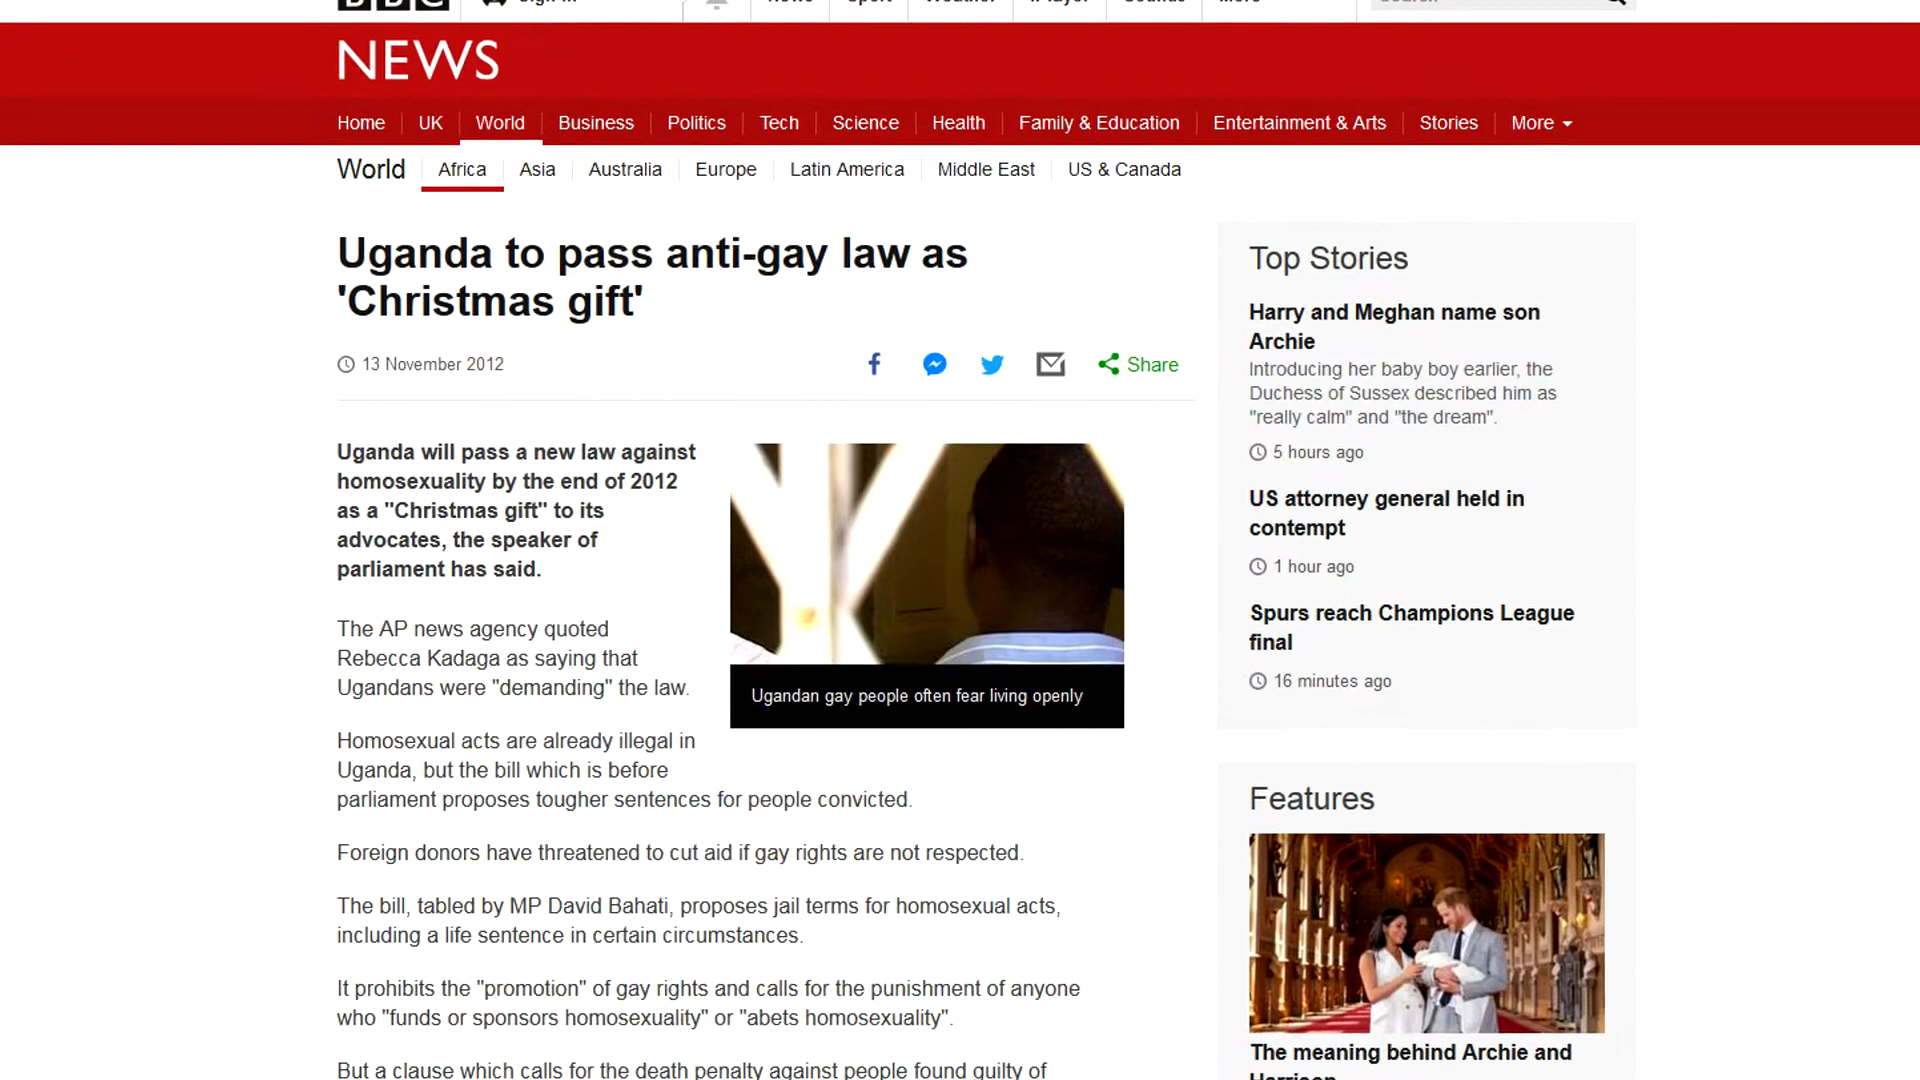 BBC
Sign in
News
Sport
Weather
iPlayer
Sounds
More
Search
NEWS
Home
UK
World
Business
Politics
Tech
Science
Health
Family & Education
Entertainment & Arts
Stories
More
World
Africa
Asia
Australia
Europe
Latin America
Middle East
US & Canada
Uganda to pass anti-gay law as
'Christmas gift'
13 November 2012
Share
Uganda will pass a new law against
homosexuality by the end of 2012
as a "Christmas gift" to its
advocates, the speaker of
parliament has said.
Ugandan gay people often fear living openly
The AP news agency quoted
Rebecca Kadaga as saying that
Ugandans were "demanding" the law.
Homosexual acts are already illegal in
Uganda, but the bill which is before
parliament proposes tougher sentences for people convicted.
Foreign donors have threatened to cut aid if gay rights are not respected.
The bill, tabled by MP David Bahati, proposes jail terms for homosexual acts,
including a life sentence in certain circumstances.
It prohibits the "promotion" of gay rights and calls for the punishment of anyone
who "funds or sponsors homosexuality" or "abets homosexuality".
But a clause which calls for the death penalty against people found guilty of
Top Stories
Harry and Meghan name son
Archie
Introducing her baby boy earlier, the
Duchess of Sussex described him as
"really calm" and "the dream".
5 hours ago
US attorney general held in
contempt
1 hour ago
Spurs reach Champions League
final
16 minutes ago
Features
The meaning behind Archie and
Harrison